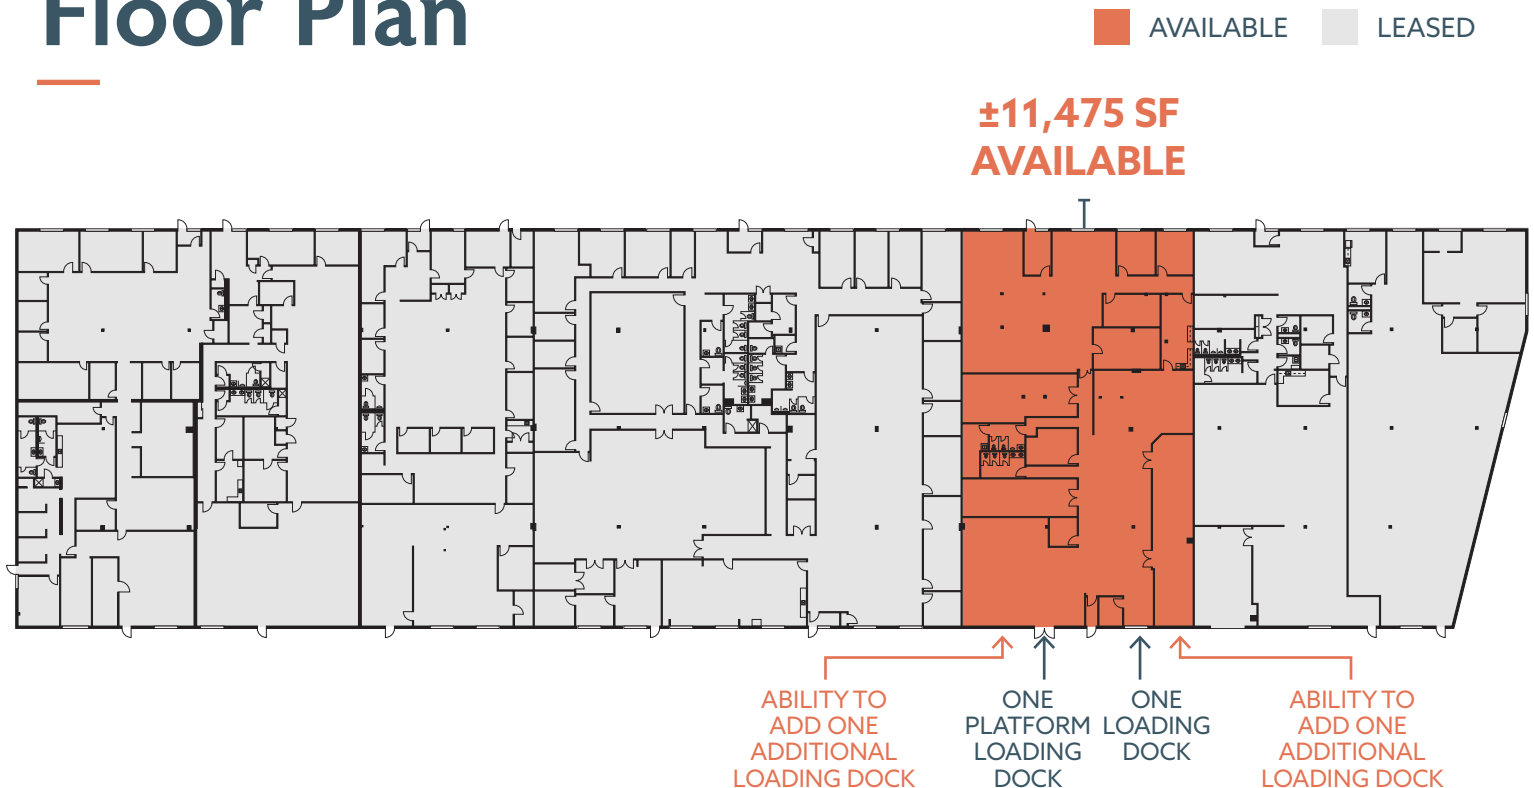 Floor Plan
AVAILABLE
LEASED
±11,475 SF
AVAILABLE
ABILITY TO
ADD ONE
ADDITIONAL
LOADING DOCK
ONE
PLATFORM
LOADING
DOCK
ONE
LOADING
DOCK
ABILITY TO
ADD ONE
ADDITIONAL
LOADING DOCK